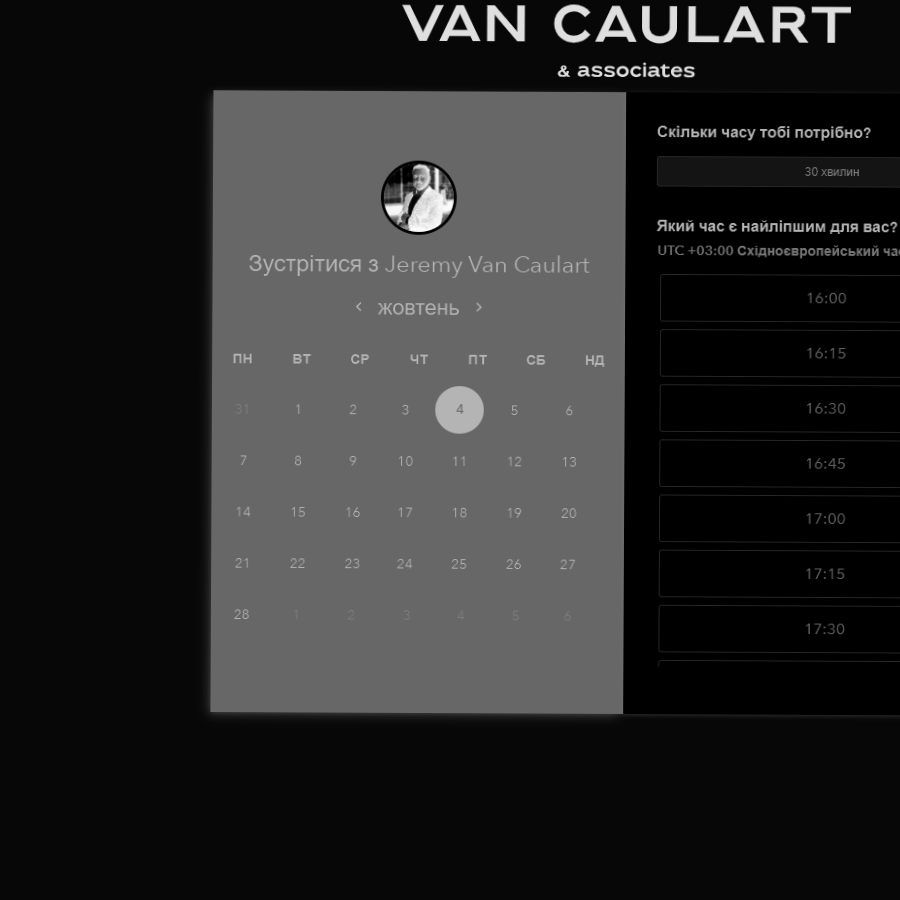 VAN CAULART
& associates
Зустрітися з Jeremy Van Caulart
жовтень
ПН ВТ СР ЧТ ПТ СБ НД
31 1 2 3 4 5 6
7 8 9 10 11 12 13
14 15 16 17 18 19 20
21 22 23 24 25 26 27
28 1 2 3 4 5 6
Скільки часу тобі потрібно?
30 хвилин
Який час є найліпшим для вас?
UTC +03:00 Східноєвропейський ча
16:00
16:15
16:30
16:45
17:00
17:15
17:30